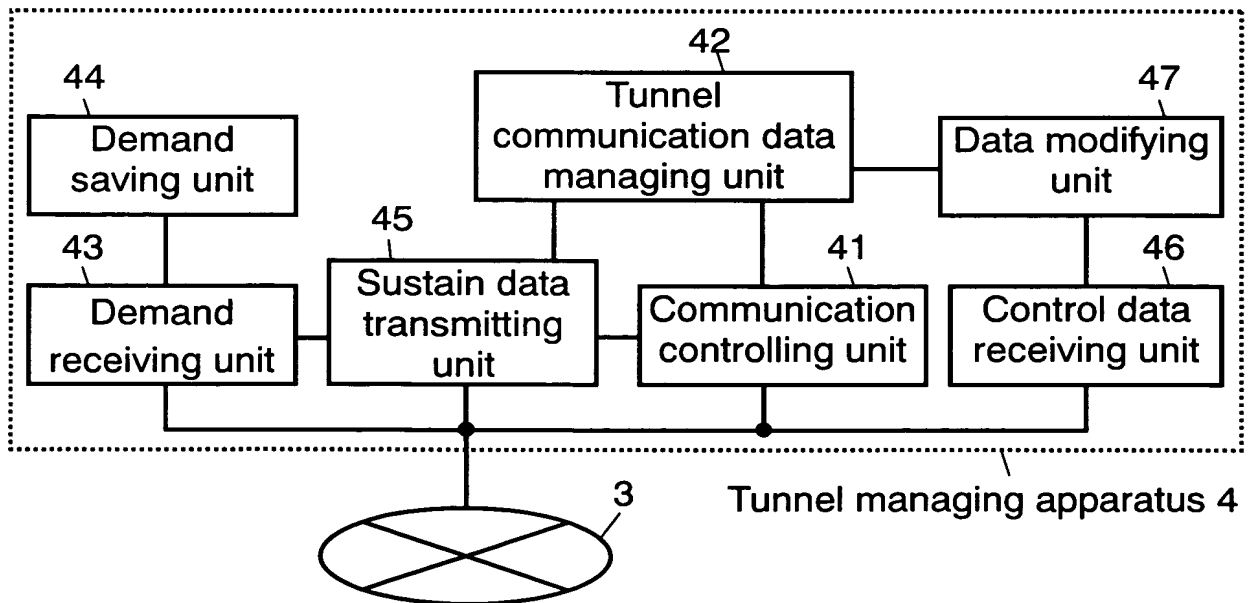 42
44
Tunnel
communication data
managing unit
47
Demand
saving unit
Data modifying
unit
43
45
41
46
Demand
receiving unit
Sustain data
transmitting
unit
Communication
controlling unit
Control data
receiving unit
3
Tunnel managing apparatus 4